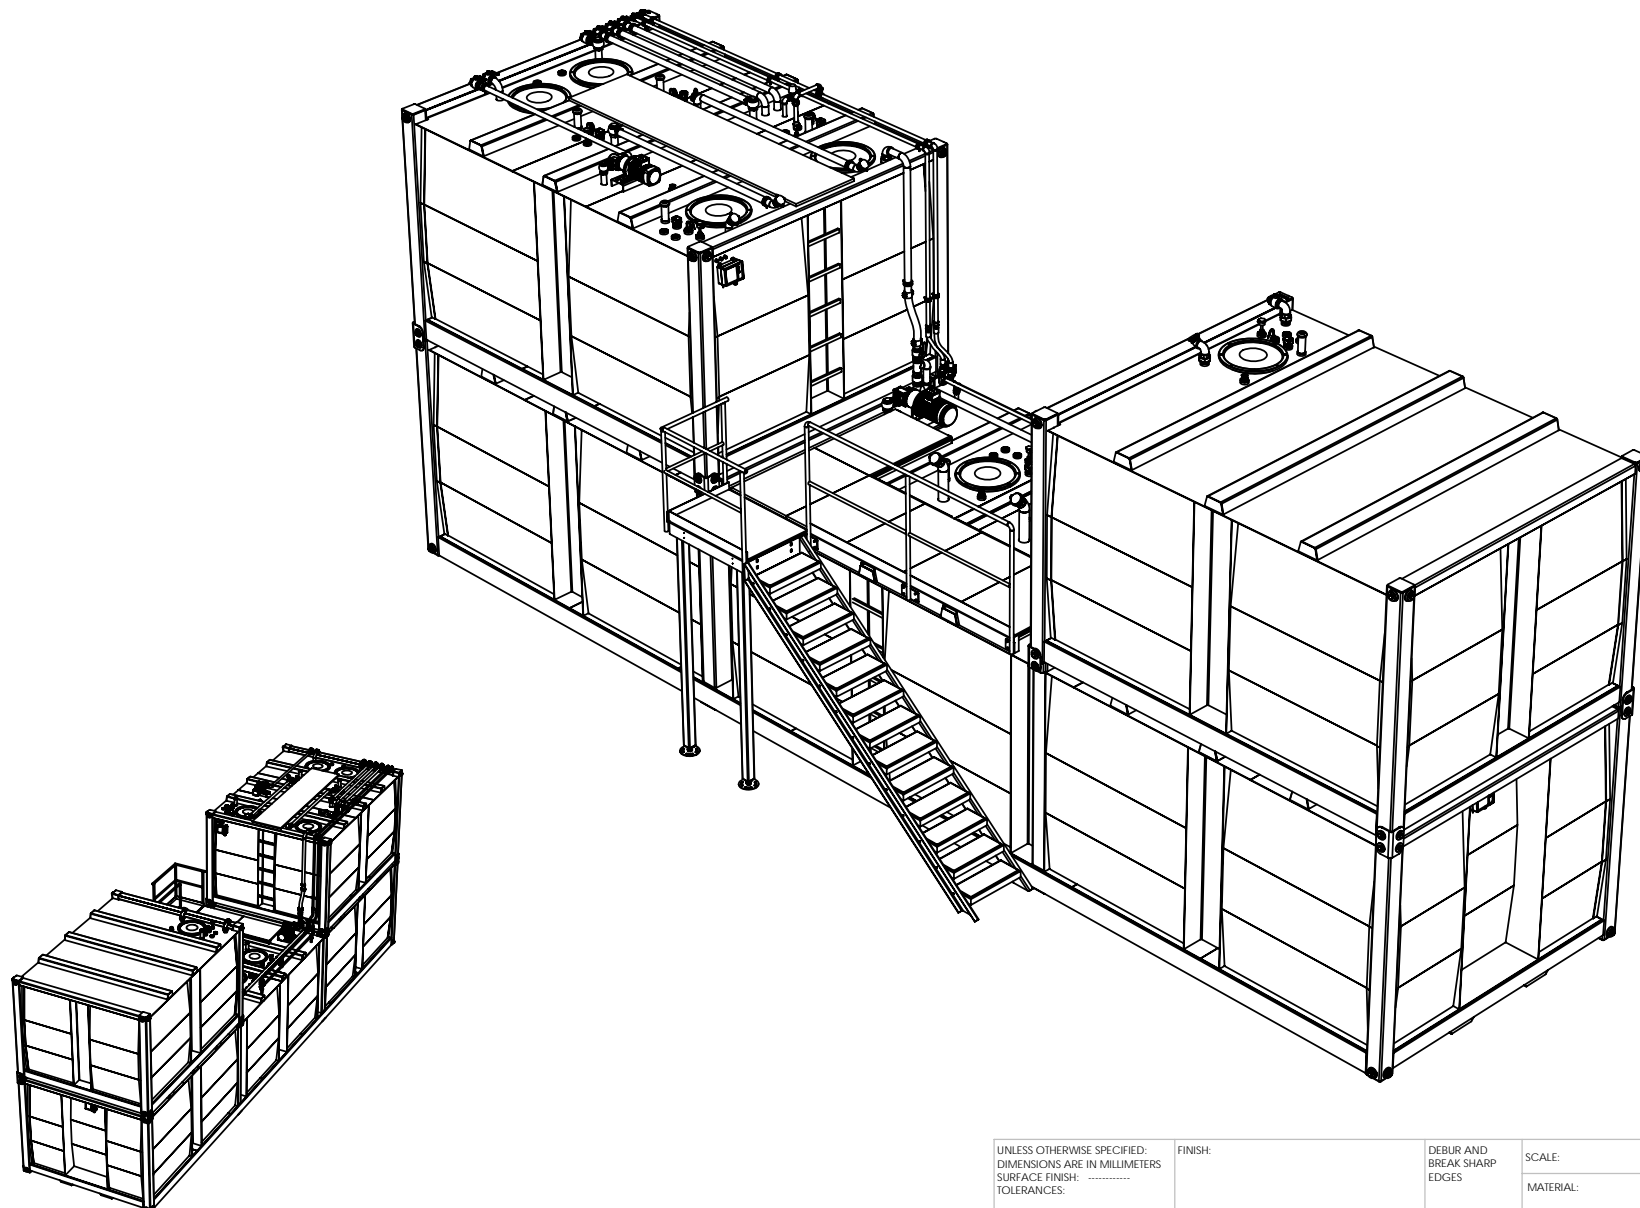 UNLESS OTHERWISE SPECIFIED:
DIMENSIONS ARE IN MILLIMETERS
SURFACE FINISH: ------------
TOLERANCES:
FINISH:
DEBUR AND
BREAK SHARP
EDGES
SCALE:
MATERIAL: